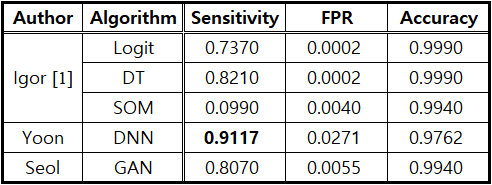 Author Algorithm Sensitivity FPR Accuracy
Igor [1] Logit 0.7370 0.0002 0.9990
DT 0.8210 0.0002 0.9990
SOM 0.0990 0.0040 0.9940
Yoon DNN 0.9117 0.0271 0.9762
Seol GAN 0.8070 0.0055 0.9940